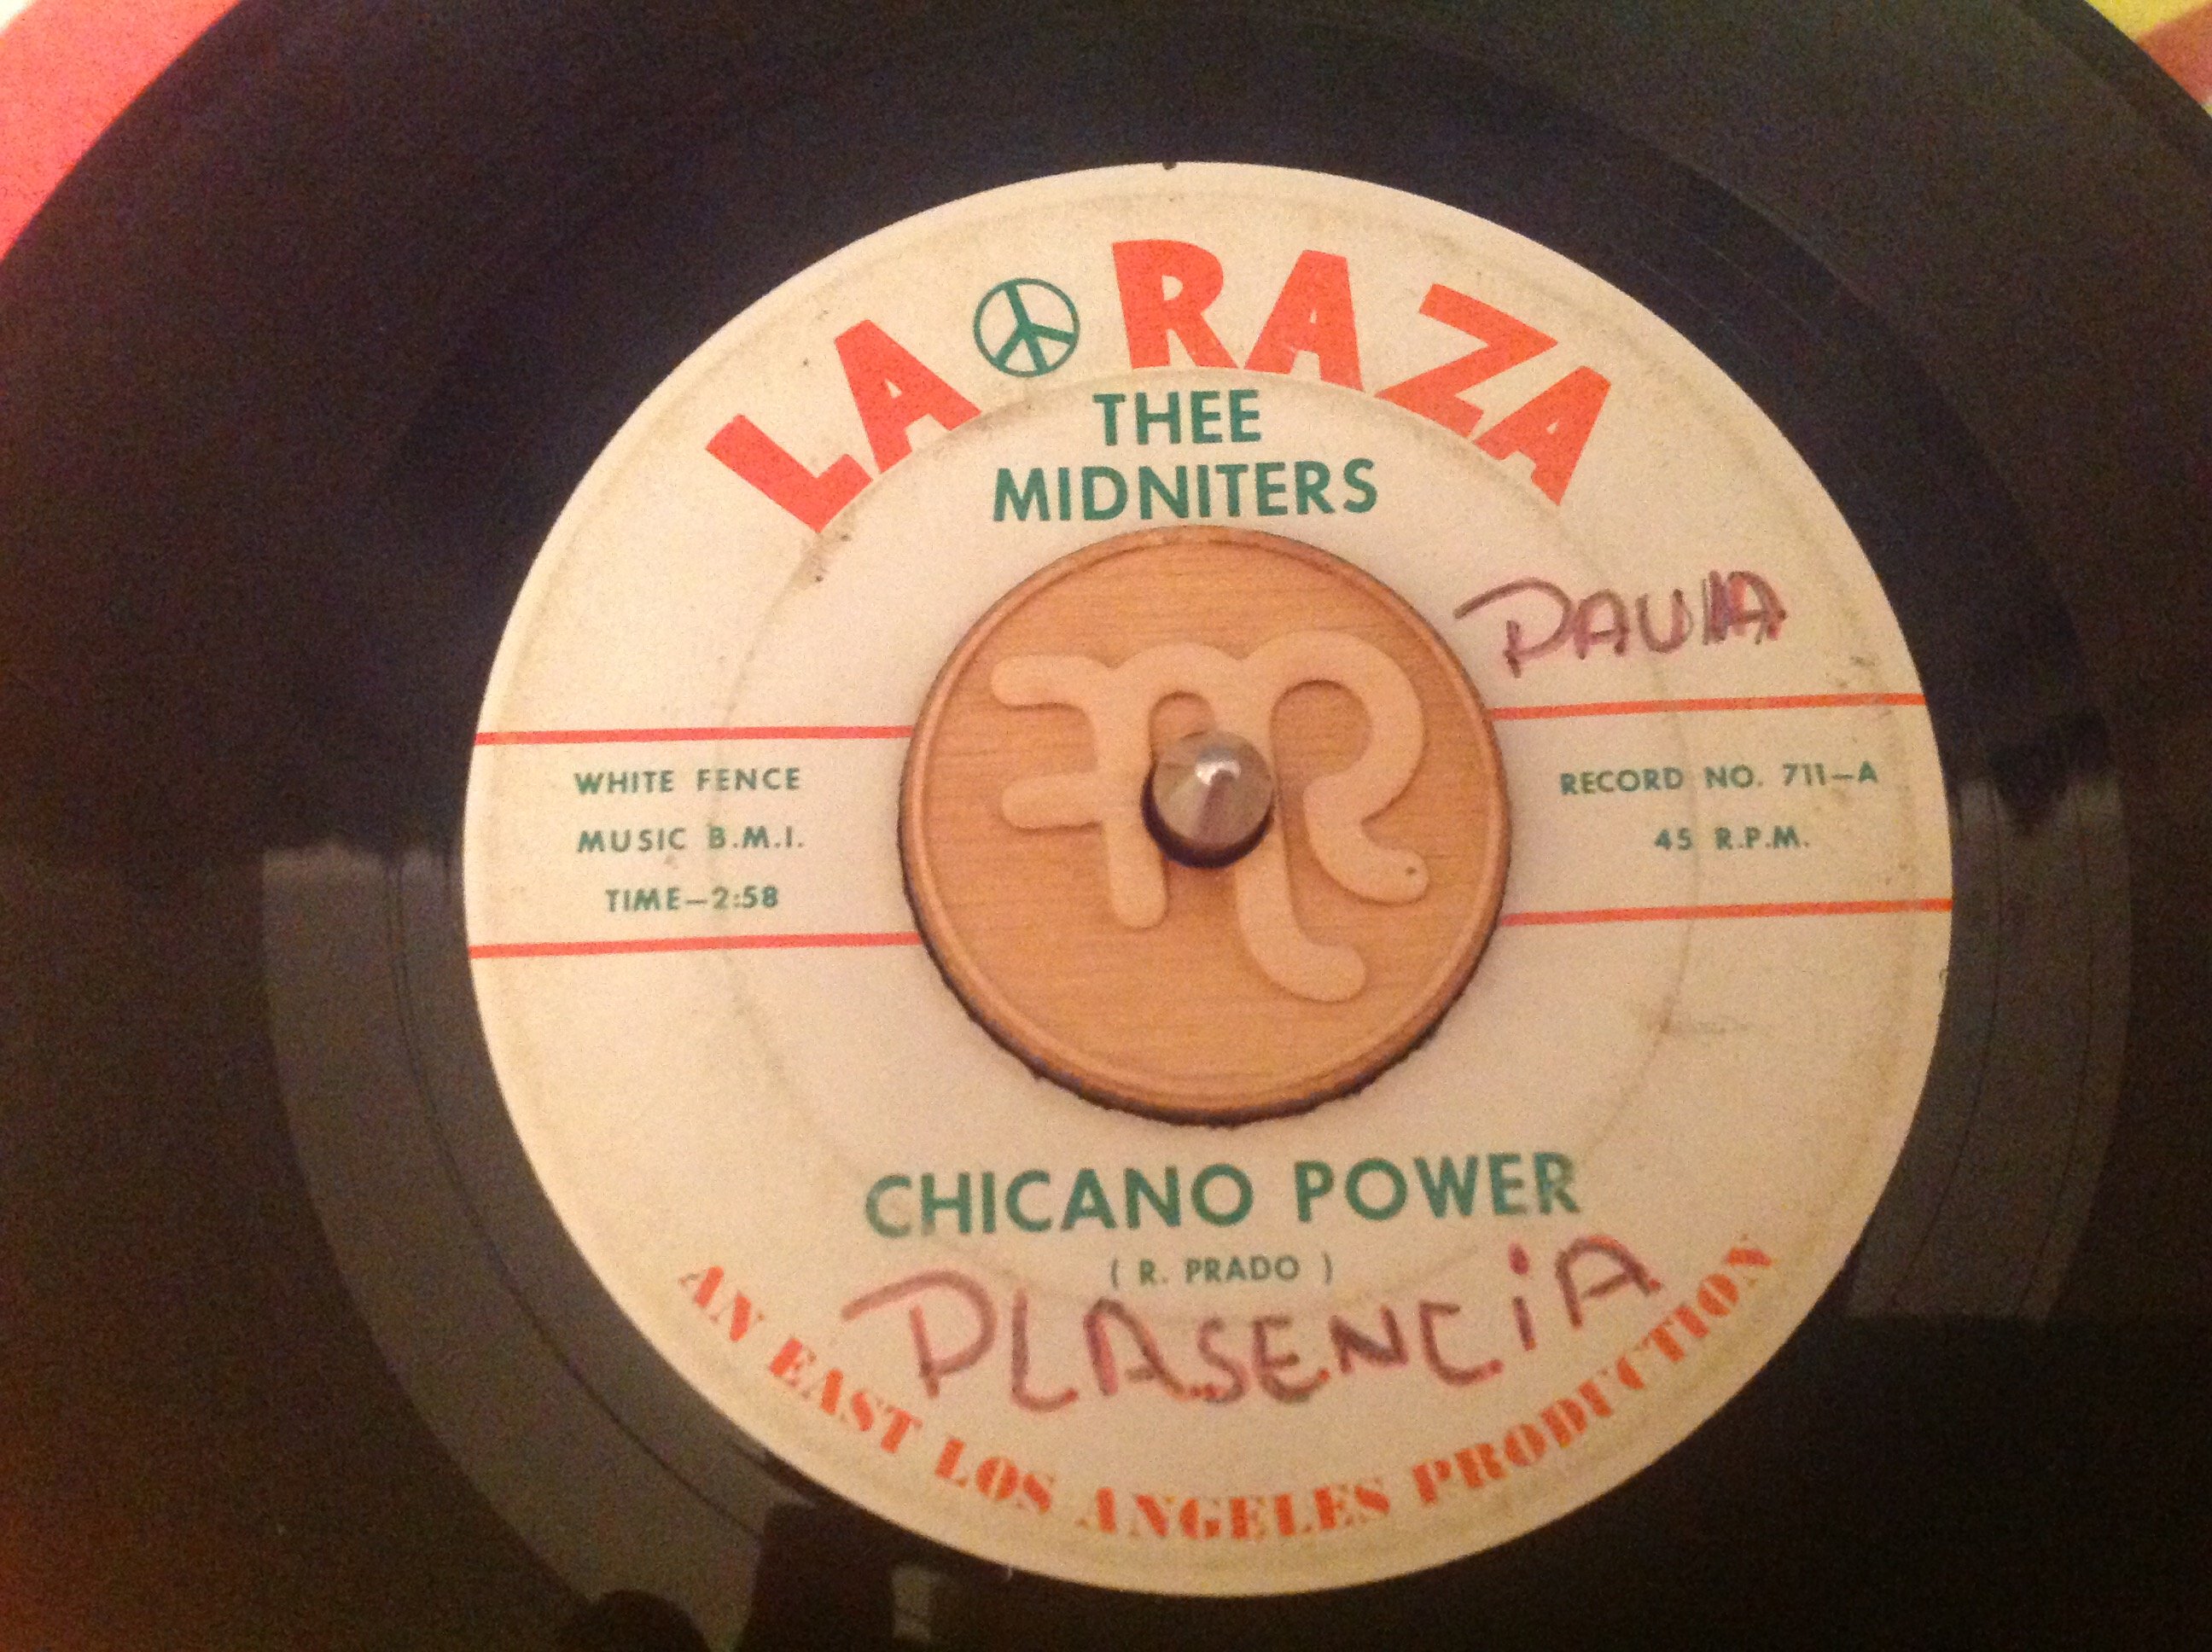 LA RAZA
THEE
MIDNITERS
WHITE FENCE
MUSIC B.M.I.
TIME—2:58
RECORD NO. 711—A
45 R.P.M.
CHICANO POWER
( R. PRADO )
PLASENCiA
AN EAST LOS ANGELES PRODUCTION